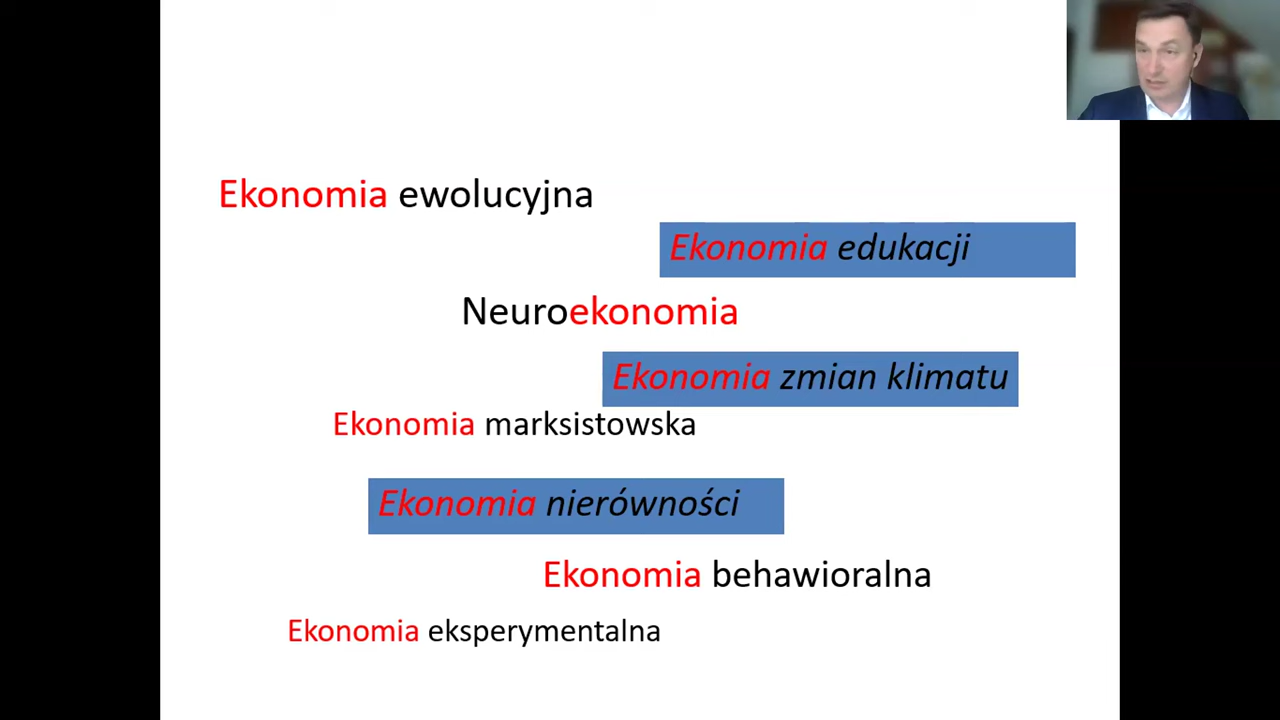 Ekonomia ewolucyjna
Ekonomia edukacji
Neuroekonomia
Ekonomia zmian klimatu
Ekonomia marksistowska
Ekonomia nierówności
Ekonomia behawioralna
Ekonomia eksperymentalna